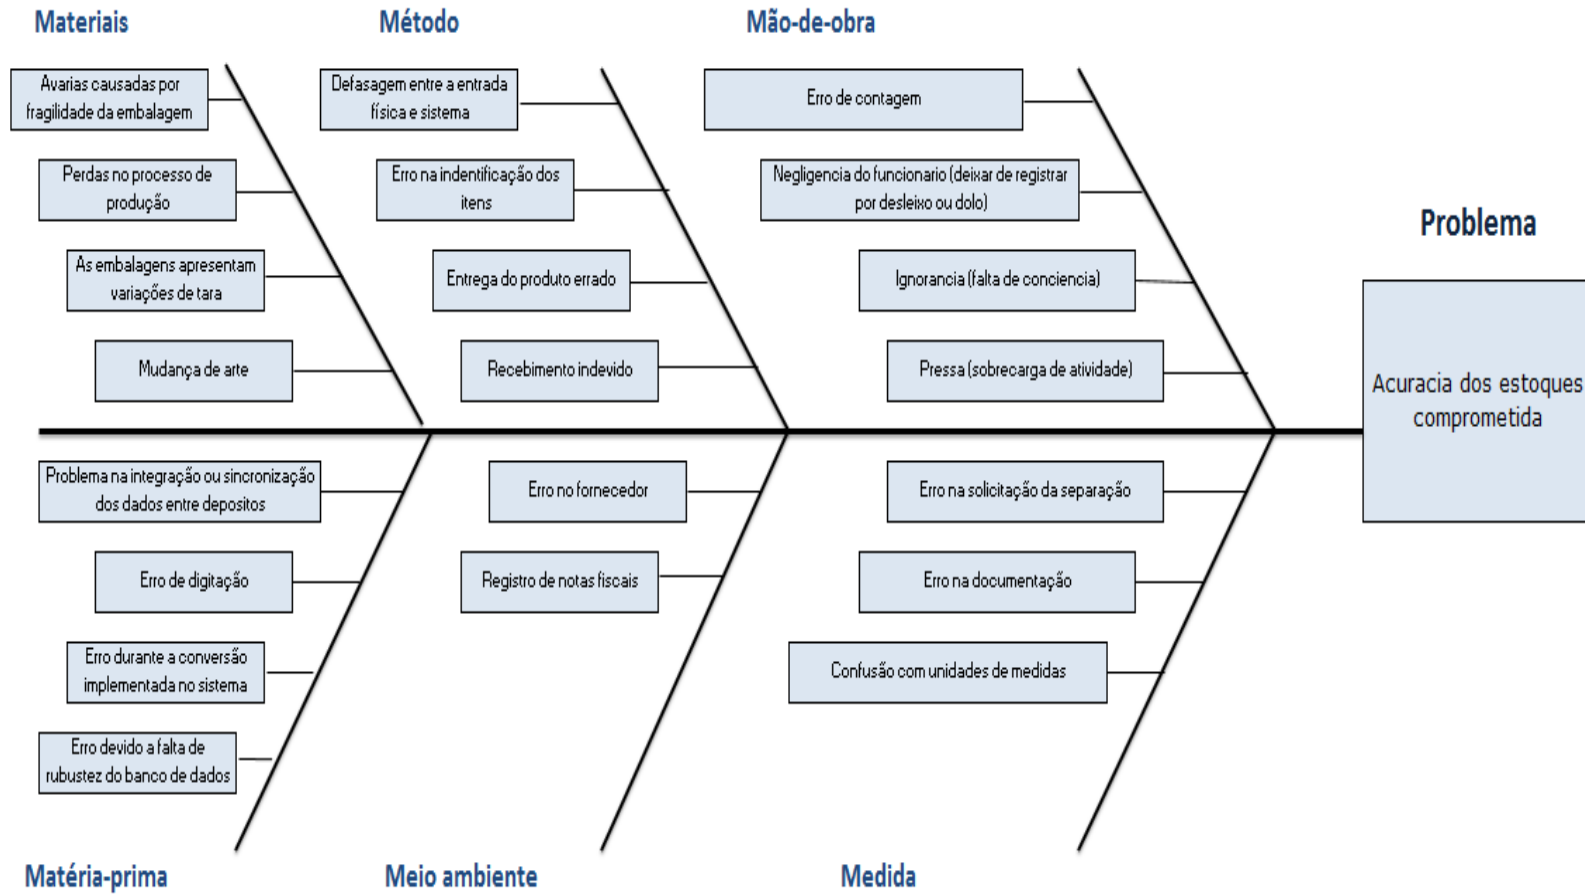 Materiais
Avarias causadas por
fragilidade da embalagem
Perdas no processo de
produção
As embalagens apresentam
variações de tara
Mudança de arte
Método
Defasagem entre a entrada
física e sistema
Erro na indentificação dos
itens
Entrega do produto errado
Recebimento indevido
Mão-de-obra
Erro de contagem
Negligencia do funcionario (deixar de registrar
por desleixo ou dolo)
Ignorancia (falta de conciencia)
Pressa (sobrecarga de atividade)
Problema
Acuracia dos estoques
comprometida
Problema na integração ou sincronização
dos dados entre depositos
Erro de digitação
Erro durante a conversão
implementada no sistema
Erro devido a falta de
rubustez do banco de dados
Matéria-prima
Erro no fornecedor
Registro de notas fiscais
Meio ambiente
Erro na solicitação da separação
Erro na documentação
Confusão com unidades de medidas
Medida